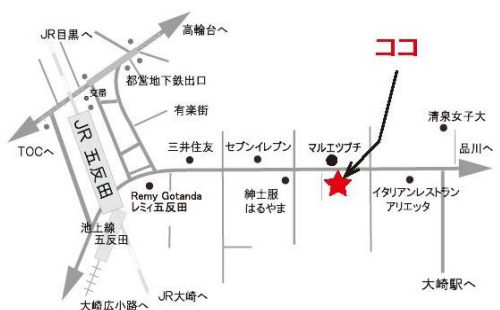 JR目黒へ
高輪台へ
ココ
都営地下鉄出口
交番
有楽街
清泉女子大
TOCへ
JR 五反田
三井住友
セブンイレブン
マルエツプチ
品川へ
Remy Gotanda
レミィ五反田
紳士服
はるやま
イタリアンレストラン
アリエッタ
池上線
五反田
大崎駅へ
大崎広小路へ
JR大崎へ